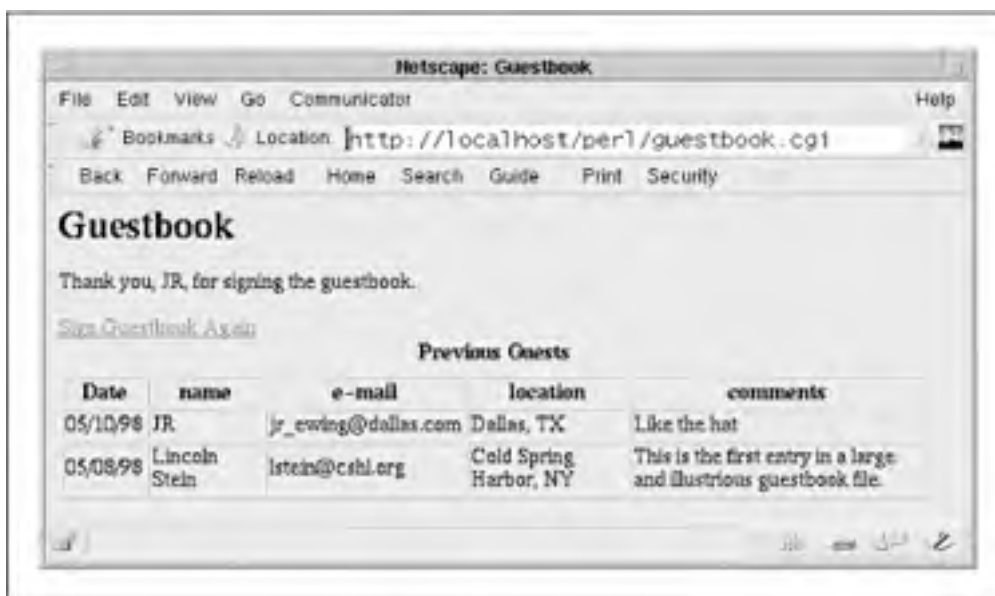 Netscape: Guestbook
File Edit View Go Communicator Help
Bookmarks Location: http://localhost/perl/guestbook.cgi
Back Forward Reload Home Search Guide Print Security
Guestbook
Thank you, JR, for signing the guestbook.
Sign Guestbook Again
Previous Guests
Date name e-mail location comments
05/10/98 JR jr_ewing@dallas.com Dallas, TX Like the hat
05/08/98 Lincoln Stein lstein@cshl.org Cold Spring Harbor, NY This is the first entry in a large and illustrious guestbook file.